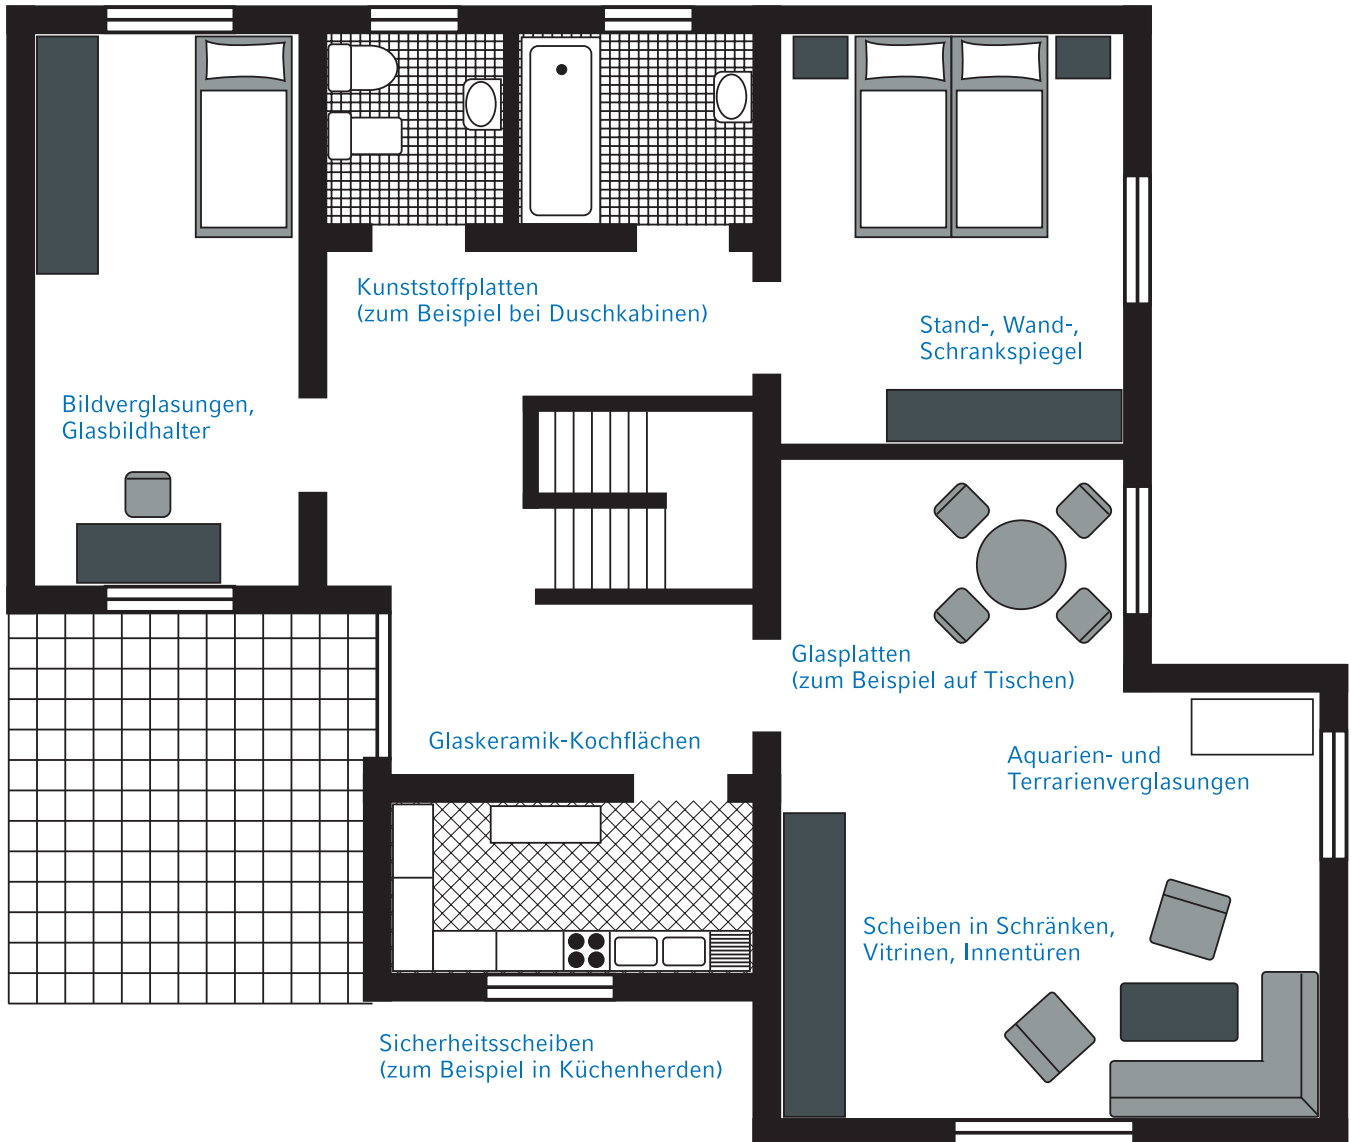 Kunststoffplatten
(zum Beispiel bei Duschkabinen)
Stand-, Wand-,
Schrankspiegel
Bildverglasungen,
Glasbildhalter
Glasplatten
(zum Beispiel auf Tischen)
Glaskeramik-Kochflächen
Aquarien- und
Terrarienverglasungen
Scheiben in Schränken,
Vitrinen, Innentüren
Sicherheitsscheiben
(zum Beispiel in Küchenherden)